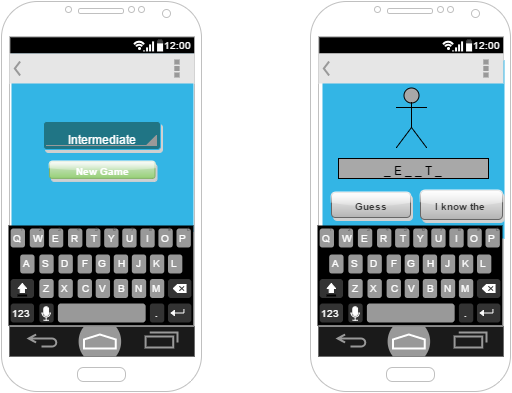 12:00
Intermediate
New Game
Q W E R T Y U I O P
A S D F G H J K L
Z X C V B N M
123 .
12:00
_ E _ _ T _
Guess I know the
Q W E R T Y U I O P
A S D F G H J K L
Z X C V B N M
123 .